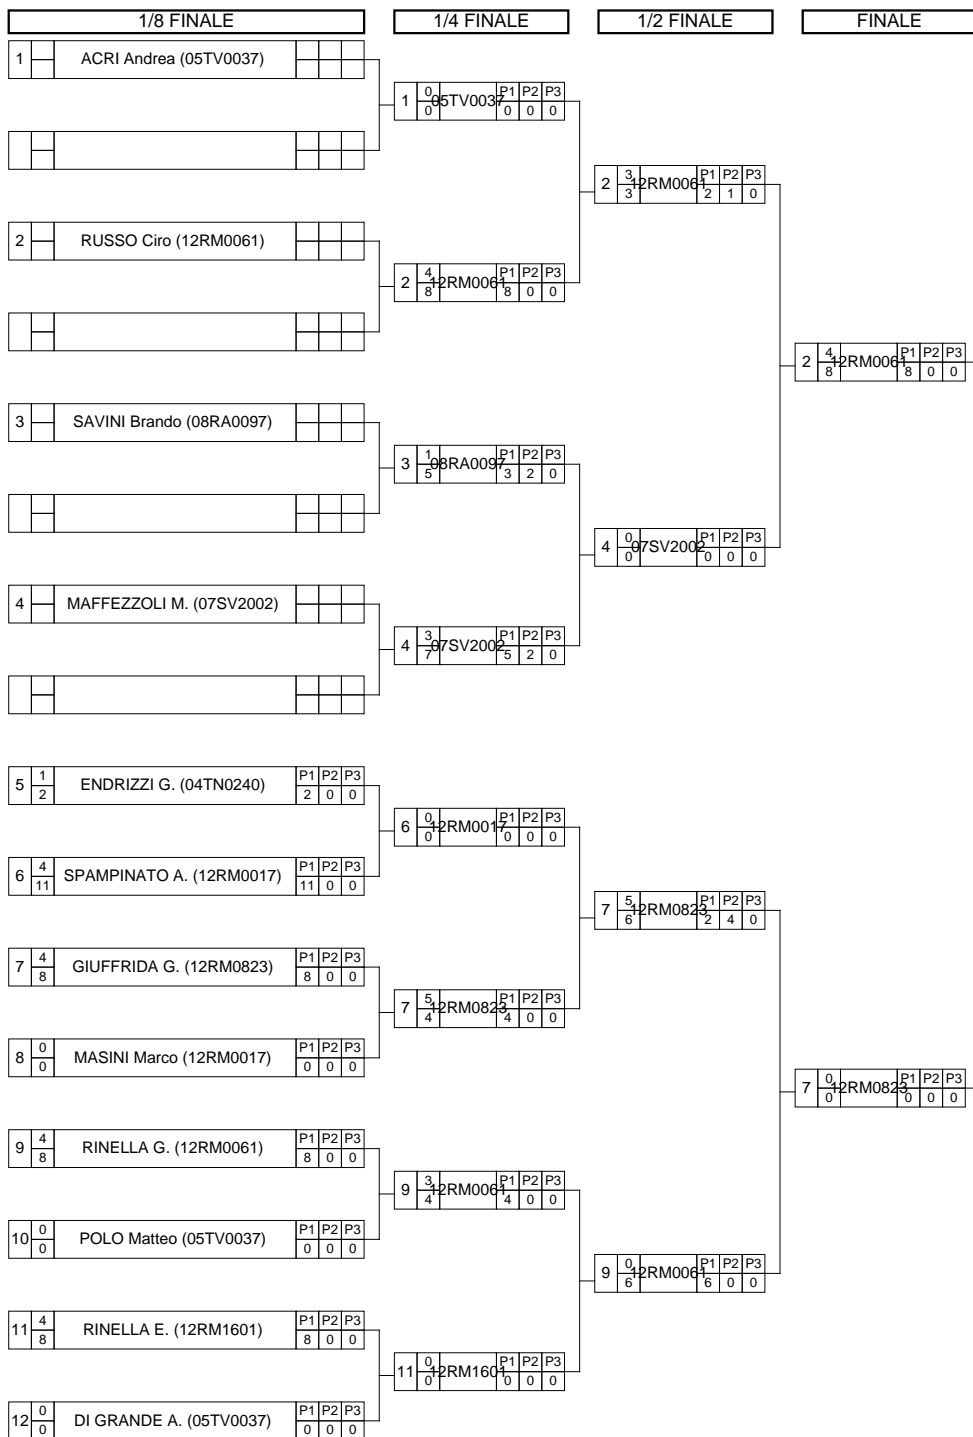 1/8 FINALE 1/4 FINALE 1/2 FINALE FINALE
1 ACRI Andrea (05TV0037)
1 0 0 05TV0037 P1 P2 P3 0 0 0
2 3 3 12RM0061 P1 P2 P3 2 1 0
2 RUSSO Ciro (12RM0061)
2 4 8 12RM0061 P1 P2 P3 8 0 0
2 4 8 12RM0061 P1 P2 P3 8 0 0
3 SAVINI Brando (08RA0097)
3 1 5 08RA0097 P1 P2 P3 3 2 0
4 0 0 07SV2002 P1 P2 P3 0 0 0
4 MAFFEZZOLI M. (07SV2002)
4 3 7 07SV2002 P1 P2 P3 5 2 0
5 1 2 ENDRIZZI G. (04TN0240) P1 P2 P3 2 0 0
6 0 0 12RM0017 P1 P2 P3 0 0 0
6 4 11 SPAMPINATO A. (12RM0017) P1 P2 P3 11 0 0
7 5 6 12RM0823 P1 P2 P3 2 4 0
7 4 8 GIUFFRIDA G. (12RM0823) P1 P2 P3 8 0 0
7 5 4 12RM0823 P1 P2 P3 4 0 0
8 0 0 MASINI Marco (12RM0017) P1 P2 P3 0 0 0
7 0 0 12RM0823 P1 P2 P3 0 0 0
9 4 8 RINELLA G. (12RM0061) P1 P2 P3 8 0 0
9 3 4 12RM0061 P1 P2 P3 4 0 0
10 0 0 POLO Matteo (05TV0037) P1 P2 P3 0 0 0
9 0 6 12RM0061 P1 P2 P3 6 0 0
11 4 8 RINELLA E. (12RM1601) P1 P2 P3 8 0 0
11 0 0 12RM1601 P1 P2 P3 0 0 0
12 0 0 DI GRANDE A. (05TV0037) P1 P2 P3 0 0 0